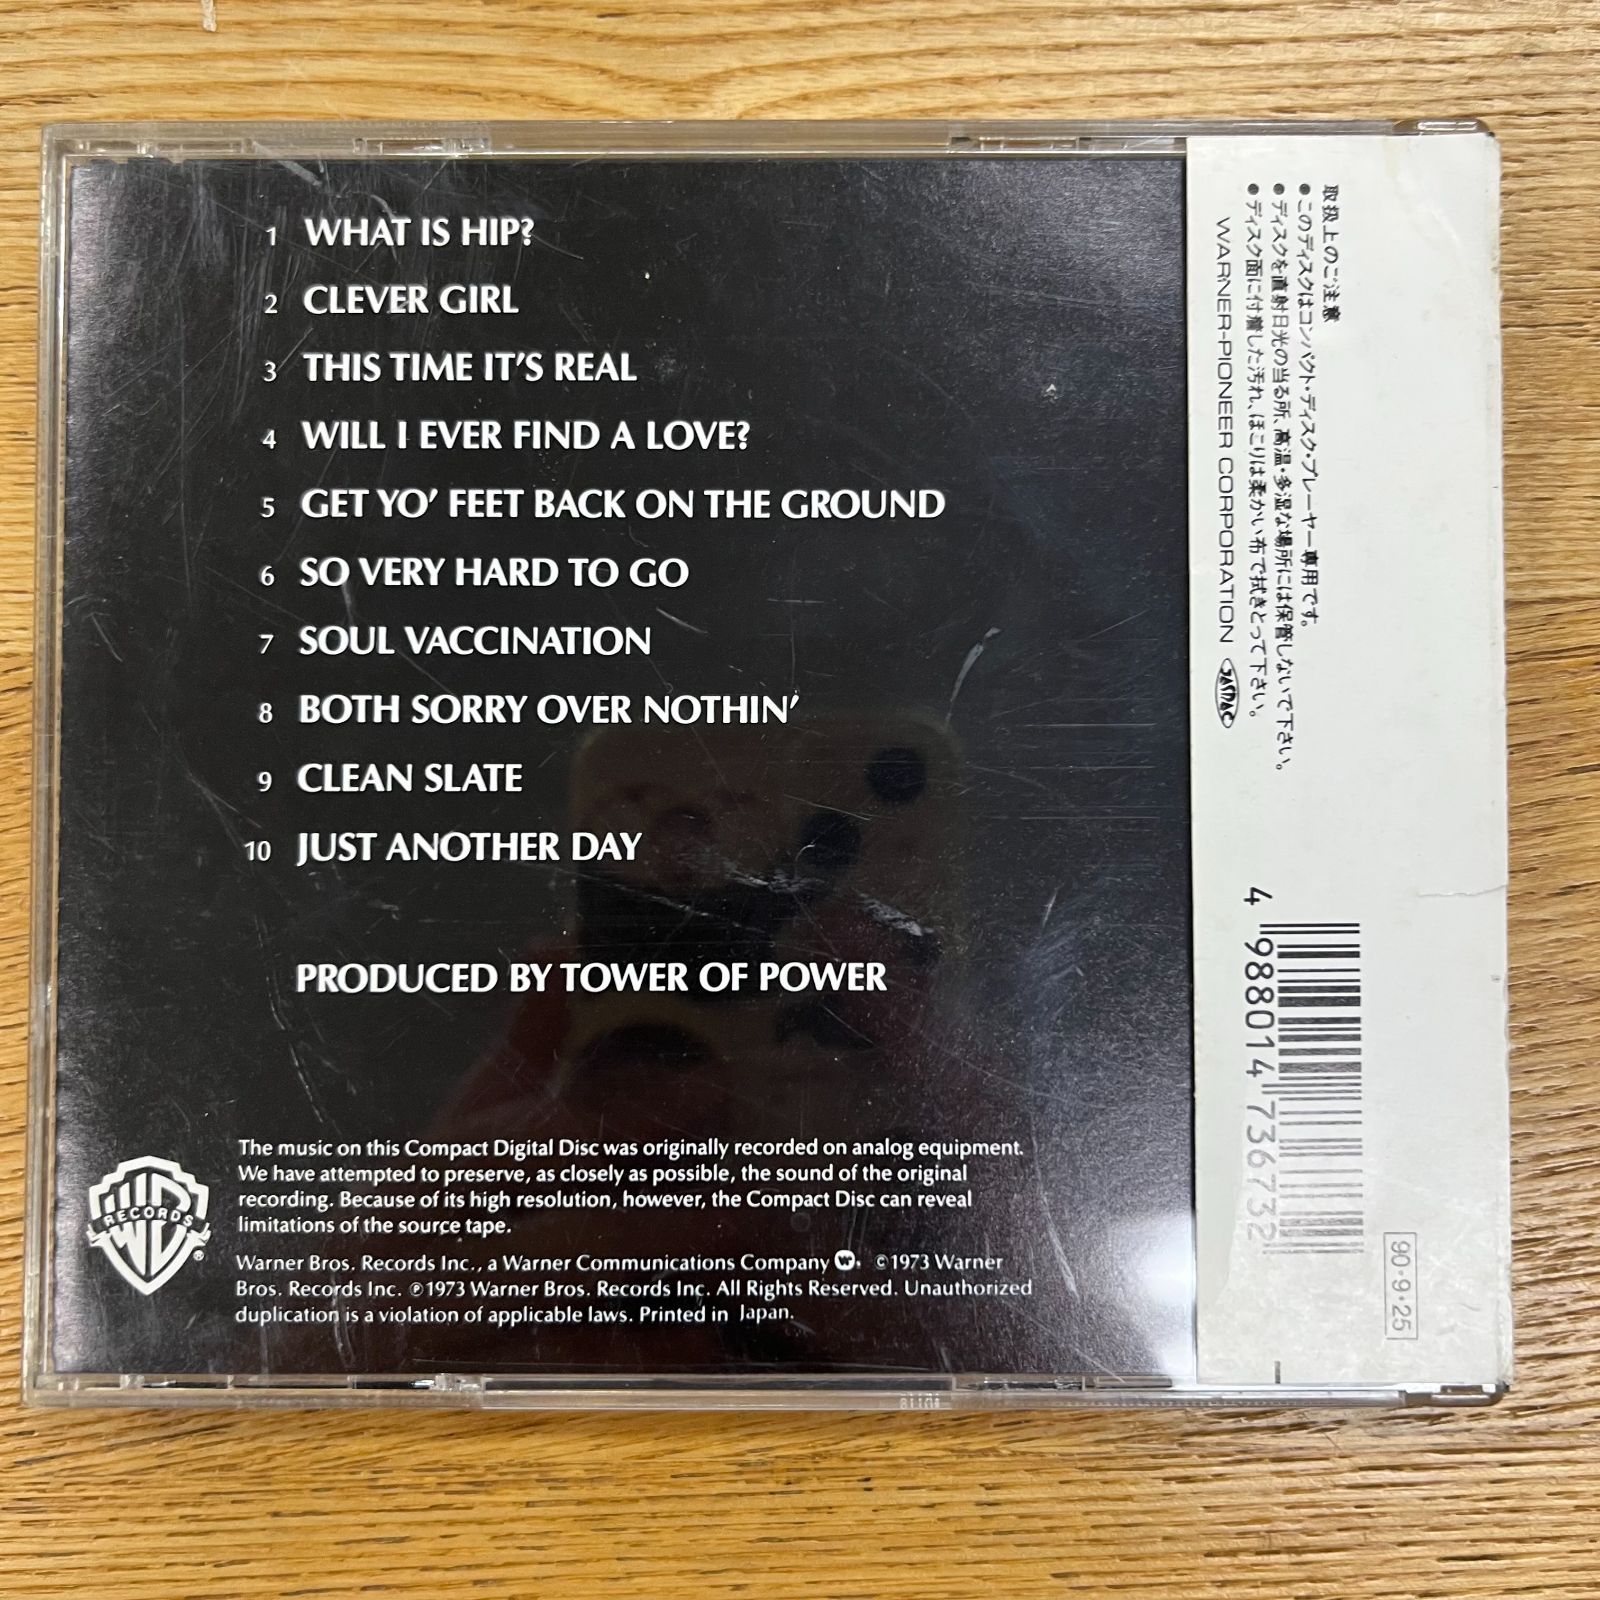 1 WHAT IS HIP?
2 CLEVER GIRL
3 THIS TIME IT'S REAL
4 WILL I EVER FIND A LOVE?
5 GET YO' FEET BACK ON THE GROUND
6 SO VERY HARD TO GO
7 SOUL VACCINATION
8 BOTH SORRY OVER NOTHIN'
9 CLEAN SLATE
10 JUST ANOTHER DAY
PRODUCED BY TOWER OF POWER
The music on this Compact Digital Disc was originally recorded on analog equipment.
We have attempted to preserve, as closely as possible, the sound of the original
recording. Because of its high resolution, however, the Compact Disc can reveal
limitations of the source tape.
Warner Bros. Records Inc., a Warner Communications Company W. ©1973 Warner
Bros. Records Inc. ℗1973 Warner Bros. Records Inc. All Rights Reserved. Unauthorized
duplication is a violation of applicable laws. Printed in Japan.
WB
RECORDS
®
取扱上のご注意
●このディスクはコンパクト・ディスク・プレーヤー専用です。
●ディスクを直射日光の当る所、高温・多湿な場所には保管しないで下さい。
●ディスク面に付着した汚れ、ほこりは柔かい布で拭きとって下さい。
WARNER-PIONEER CORPORATION JASRAC
4 988014 736732
90・9・25